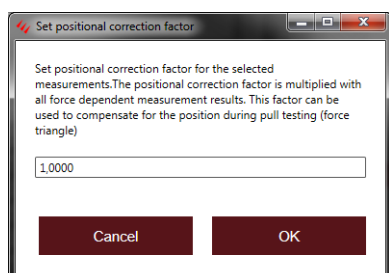 Set positional correction factor
Set positional correction factor for the selected
measurements.The positional correction factor is multiplied with
all force dependent measurement results. This factor can be
used to compensate for the position during pull testing (force
triangle)
1,0000
Cancel
OK